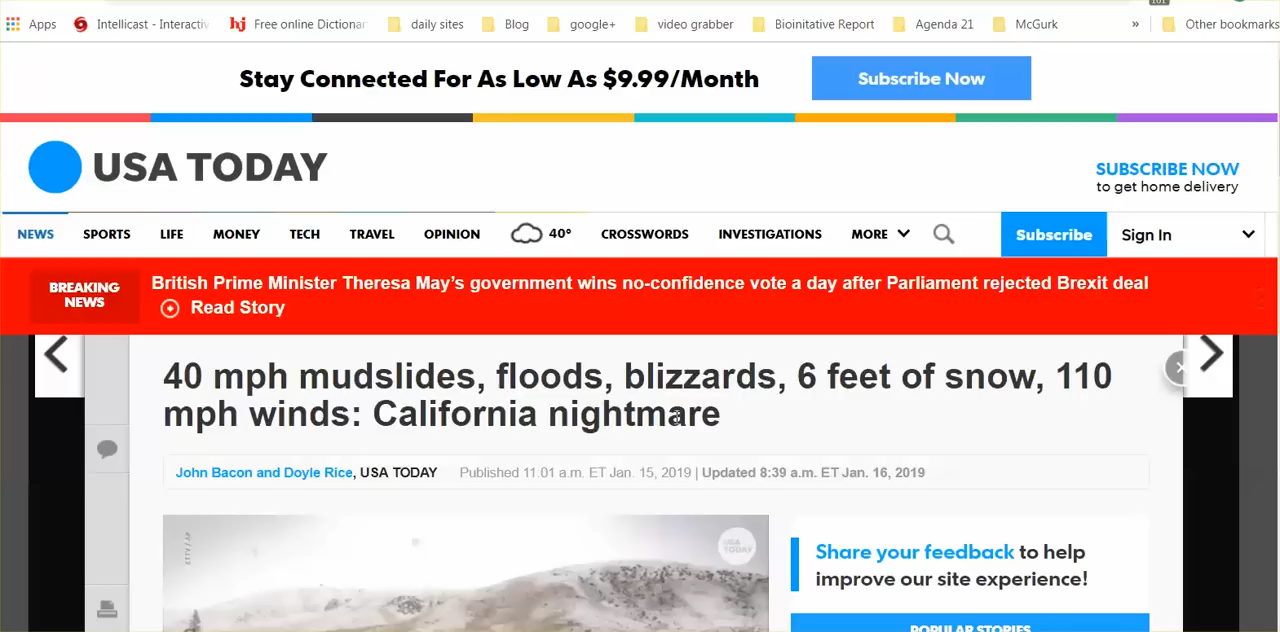 Apps Intellicast - Interactiv Free online Dictionar daily sites Blog google+ video grabber Bioinitative Report Agenda 21 McGurk » Other bookmarks
Stay Connected For As Low As $9.99/Month Subscribe Now
USA TODAY
SUBSCRIBE NOW
to get home delivery
NEWS SPORTS LIFE MONEY TECH TRAVEL OPINION 40° CROSSWORDS INVESTIGATIONS MORE Subscribe Sign In
BREAKING
NEWS
British Prime Minister Theresa May's government wins no-confidence vote a day after Parliament rejected Brexit deal
Read Story
40 mph mudslides, floods, blizzards, 6 feet of snow, 110
mph winds: California nightmare
John Bacon and Doyle Rice, USA TODAY Published 11:01 a.m. ET Jan. 15, 2019 | Updated 8:39 a.m. ET Jan. 16, 2019
USA
TODAY
Share your feedback to help
improve our site experience!
POPULAR STORIES